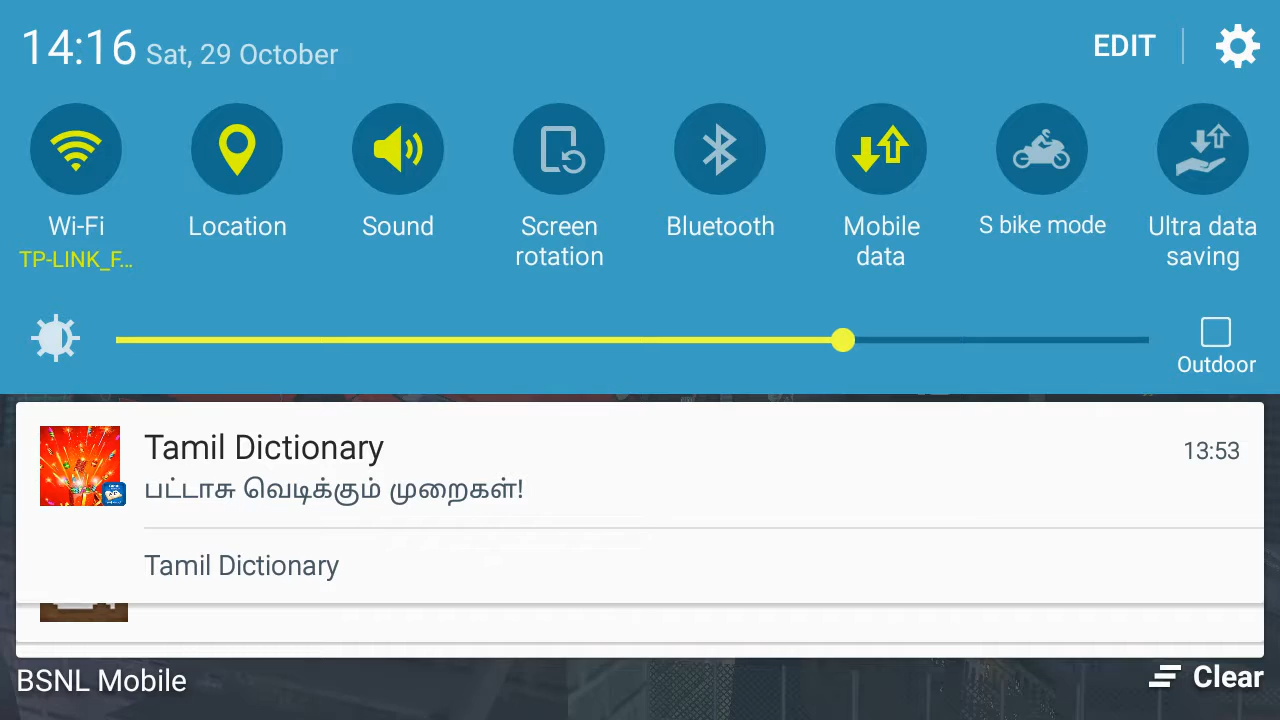 14:16 Sat, 29 October
EDIT
Wi-Fi
TP-LINK_F...
Location
Sound
Screen
rotation
Bluetooth
Mobile
data
S bike mode
Ultra data
saving
Outdoor
Tamil Dictionary
13:53
பட்டாசு வெடிக்கும் முறைகள்!
Tamil Dictionary
BSNL Mobile
Clear